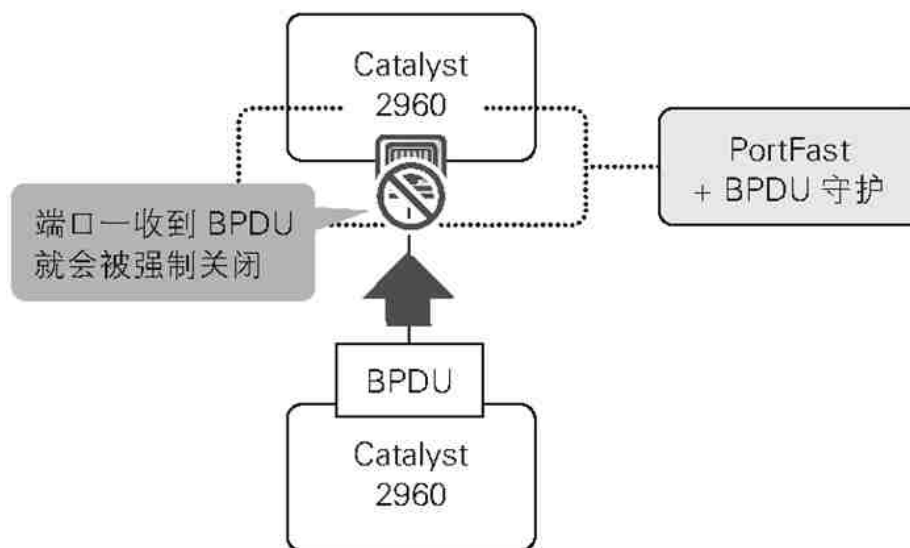 Catalyst
2960
PortFast
+ BPDU 守护
端口一收到 BPDU
就会被强制关闭
BPDU
Catalyst
2960